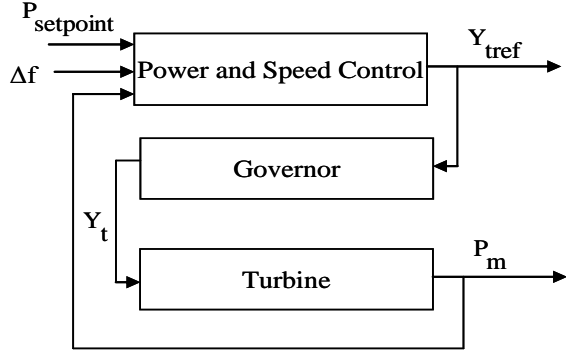 P_setpoint
Δf
Power and Speed Control
Y_tref
Governor
Y_t
Turbine
P_m